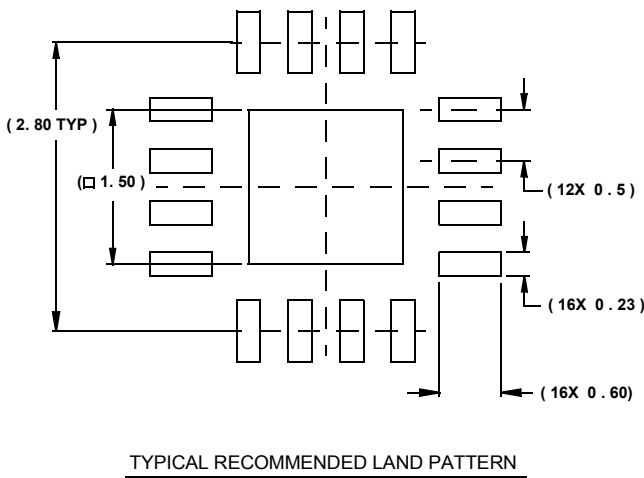 ( 2. 80 TYP )
(□ 1. 50 )
( 12X 0 . 5 )
( 16X 0 . 23 )
( 16X 0 . 60)
TYPICAL RECOMMENDED LAND PATTERN